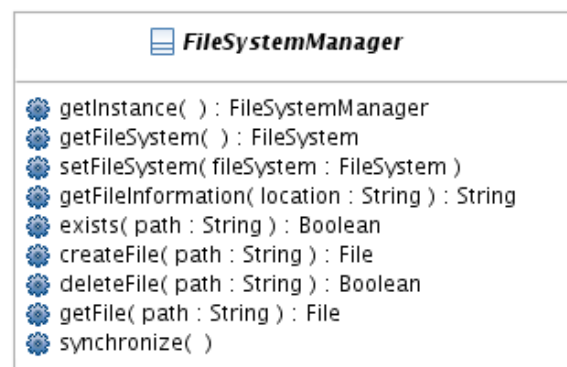 FileSystemManager
getInstance( ) : FileSystemManager
getFileSystem( ) : FileSystem
setFileSystem( fileSystem : FileSystem )
getFileInformation( location : String ) : String
exists( path : String ) : Boolean
createFile( path : String ) : File
deleteFile( path : String ) : Boolean
getFile( path : String ) : File
synchronize( )